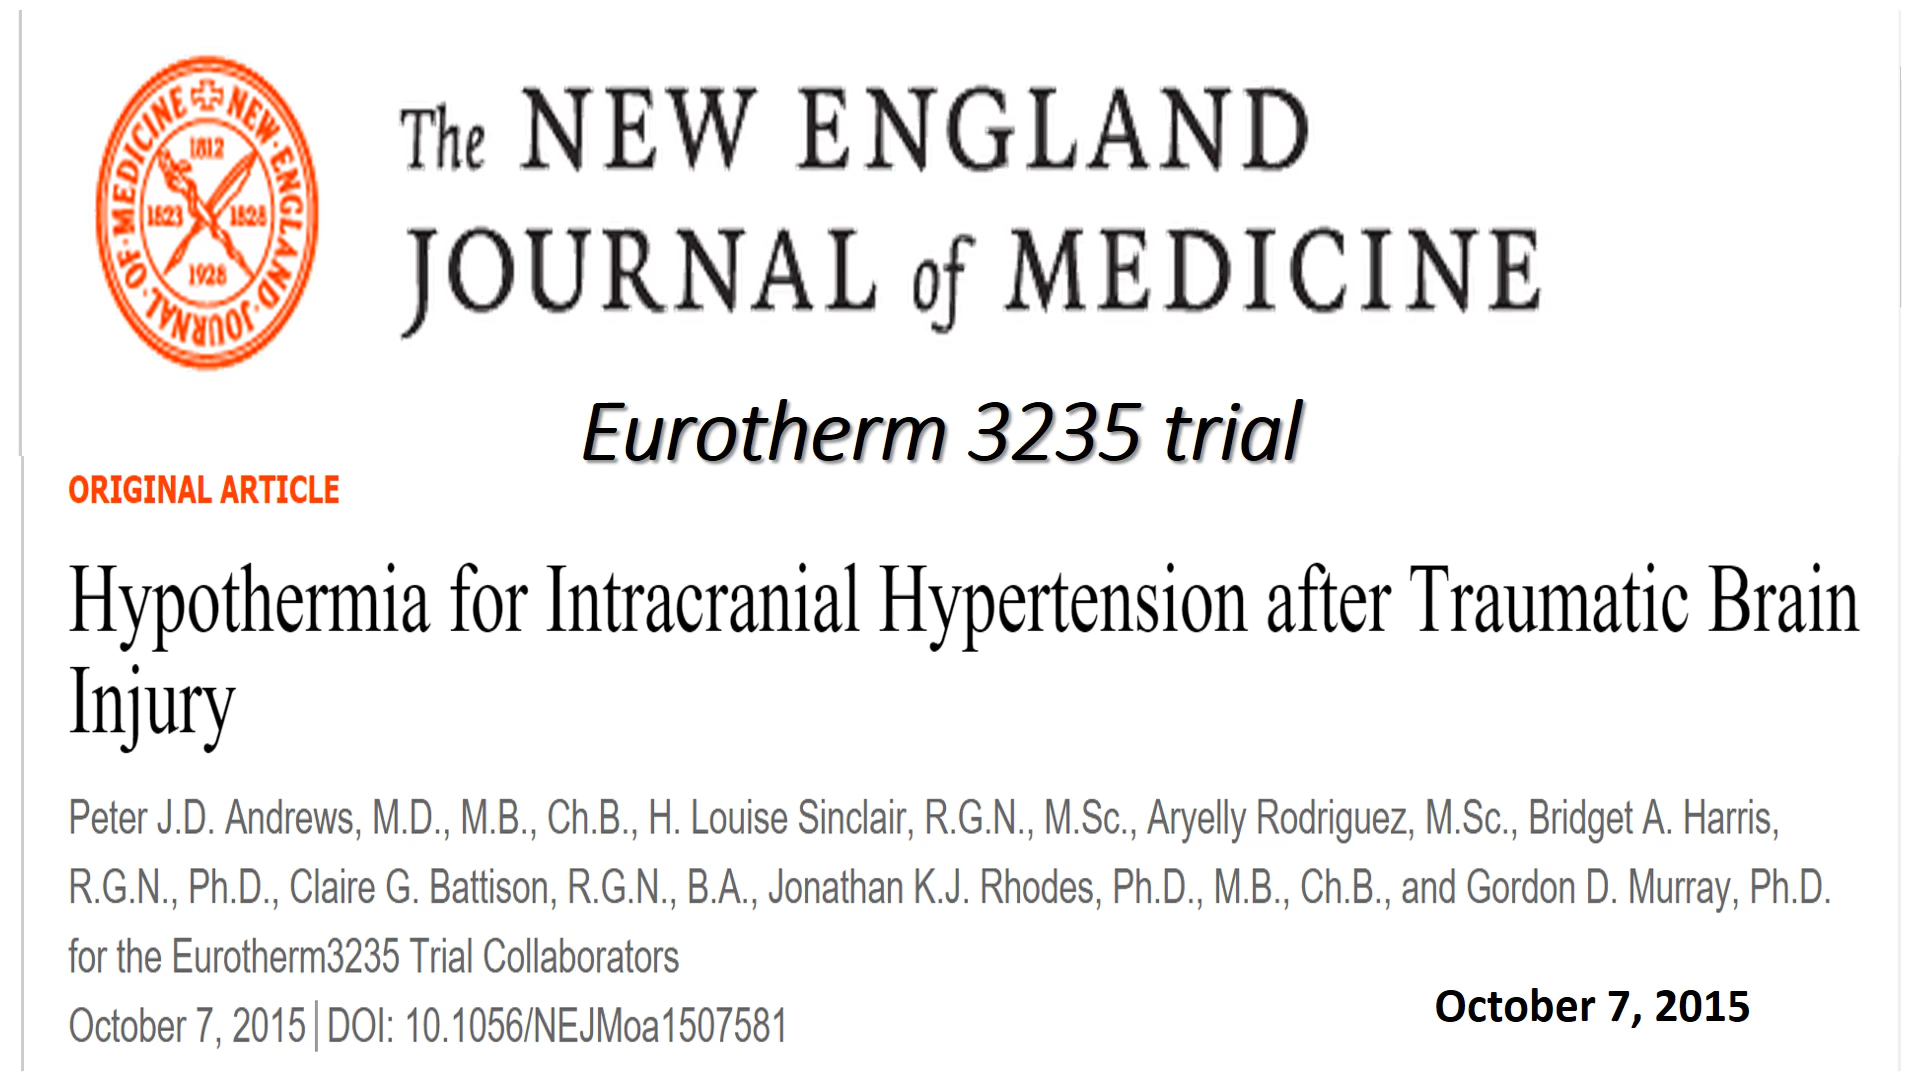 NEW·ENGLAND·JOURNAL·OF·MEDICINE
1812
1823 1828
1928
The NEW ENGLAND
JOURNAL of MEDICINE
Eurotherm 3235 trial
ORIGINAL ARTICLE
Hypothermia for Intracranial Hypertension after Traumatic Brain
Injury
Peter J.D. Andrews, M.D., M.B., Ch.B., H. Louise Sinclair, R.G.N., M.Sc., Aryelly Rodriguez, M.Sc., Bridget A. Harris,
R.G.N., Ph.D., Claire G. Battison, R.G.N., B.A., Jonathan K.J. Rhodes, Ph.D., M.B., Ch.B., and Gordon D. Murray, Ph.D.
for the Eurotherm3235 Trial Collaborators
October 7, 2015 | DOI: 10.1056/NEJMoa1507581
October 7, 2015